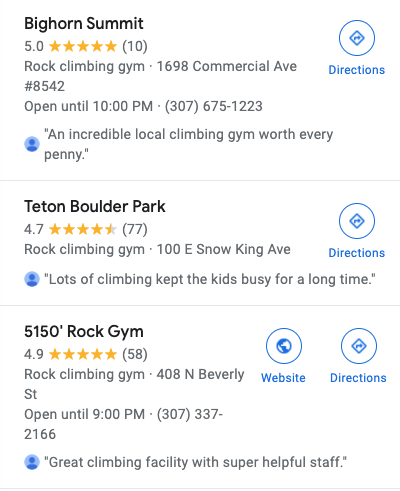 Bighorn Summit
5.0 ★★★★★ (10)
Rock climbing gym · 1698 Commercial Ave
#8542
Open until 10:00 PM · (307) 675-1223
Directions
"An incredible local climbing gym worth every
penny."
Teton Boulder Park
4.7 ★★★★★ (77)
Rock climbing gym · 100 E Snow King Ave
Directions
"Lots of climbing kept the kids busy for a long time."
5150' Rock Gym
4.9 ★★★★★ (58)
Rock climbing gym · 408 N Beverly
St
Open until 9:00 PM · (307) 337-
2166
Website
Directions
"Great climbing facility with super helpful staff."